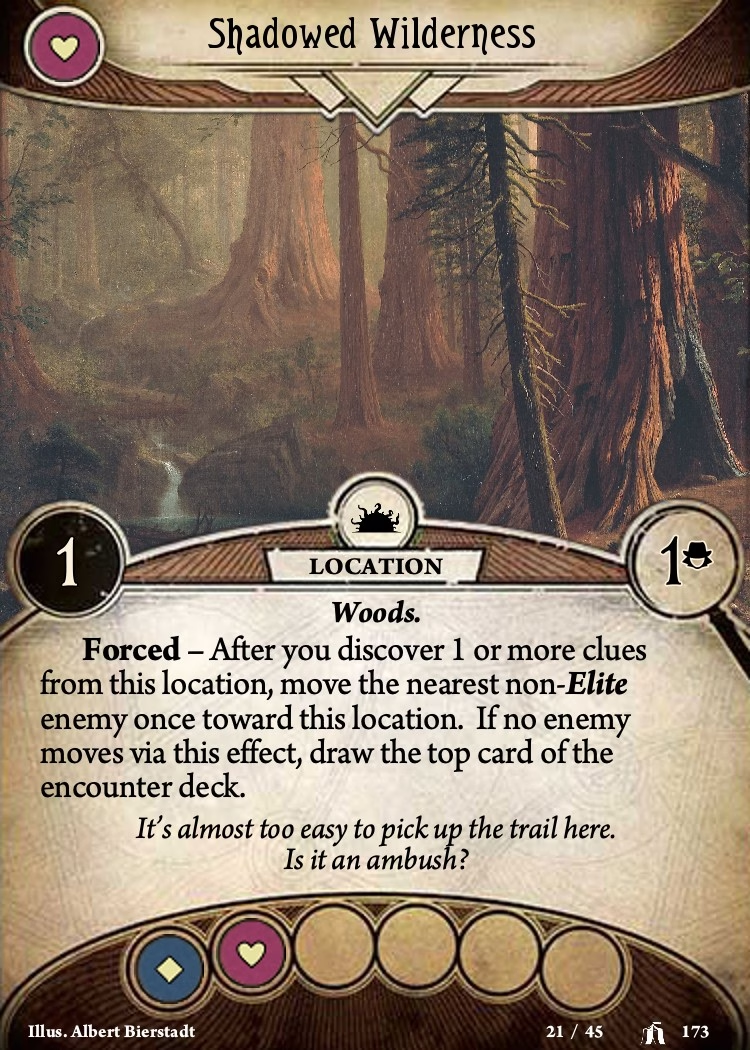 Shadowed Wilderness
1
LOCATION
1
Woods.
Forced – After you discover 1 or more clues
from this location, move the nearest non-Elite
enemy once toward this location. If no enemy
moves via this effect, draw the top card of the
encounter deck.
It's almost too easy to pick up the trail here.
Is it an ambush?
Illus. Albert Bierstadt
21 / 45
173